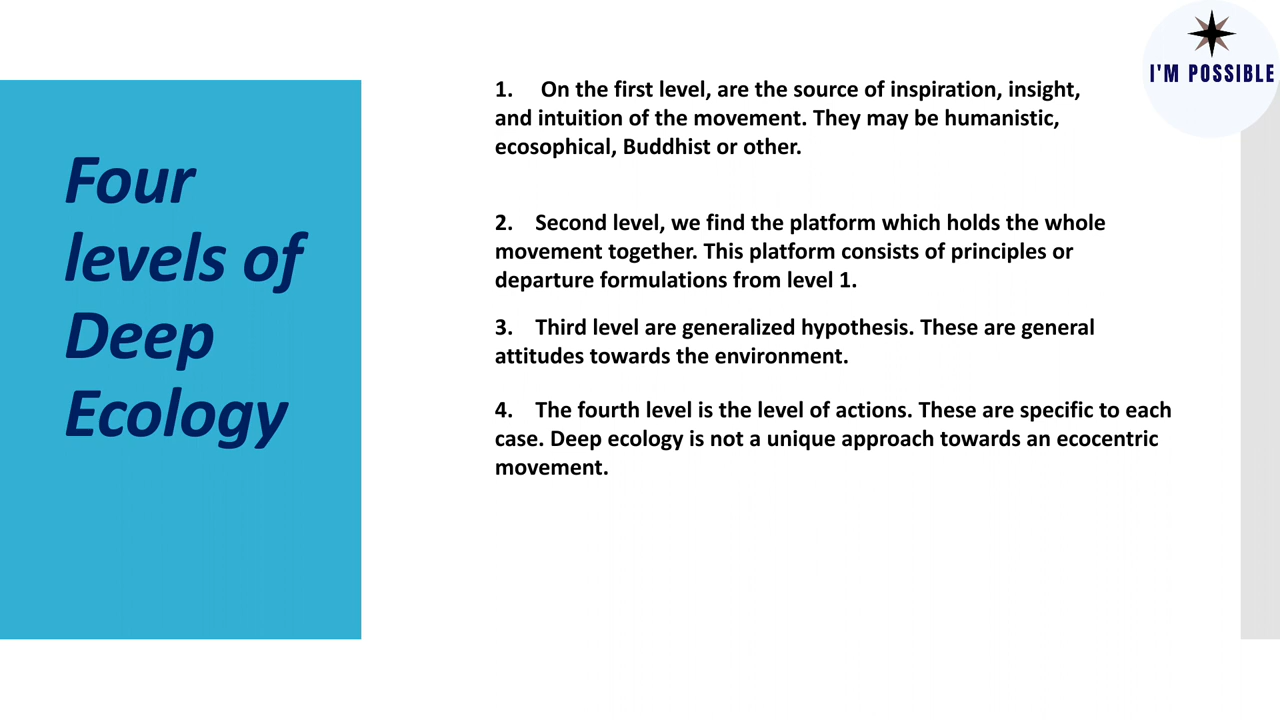 I'M POSSIBLE
Four
levels of
Deep
Ecology
1. On the first level, are the source of inspiration, insight,
and intuition of the movement. They may be humanistic,
ecosophical, Buddhist or other.
2. Second level, we find the platform which holds the whole
movement together. This platform consists of principles or
departure formulations from level 1.
3. Third level are generalized hypothesis. These are general
attitudes towards the environment.
4. The fourth level is the level of actions. These are specific to each
case. Deep ecology is not a unique approach towards an ecocentric
movement.